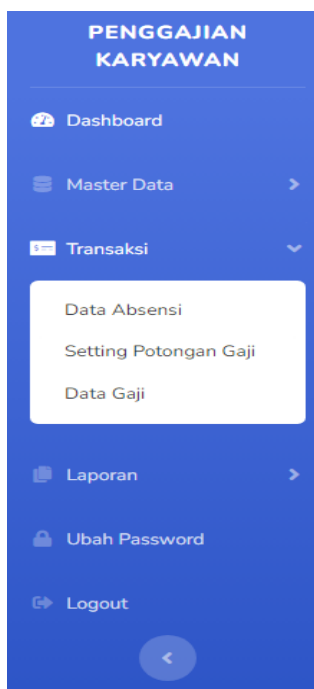 PENGGAJIAN
KARYAWAN
Dashboard
Master Data
Transaksi
Data Absensi
Setting Potongan Gaji
Data Gaji
Laporan
Ubah Password
Logout